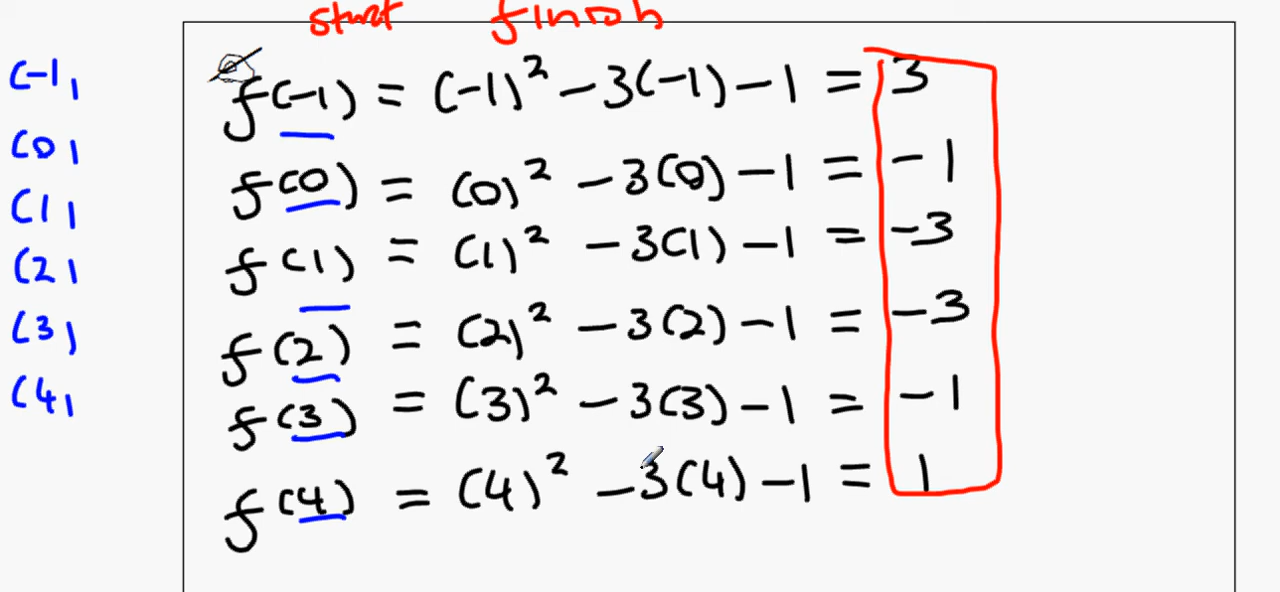 start finish
(-1,
f(-1) = (-1)² - 3(-1) - 1 = 3
(0,
f(0) = (0)² - 3(0) - 1 = -1
(1,
f(1) = (1)² - 3(1) - 1 = -3
(2,
f(2) = (2)² - 3(2) - 1 = -3
(3,
f(3) = (3)² - 3(3) - 1 = -1
(4,
f(4) = (4)² - 3(4) - 1 = 1